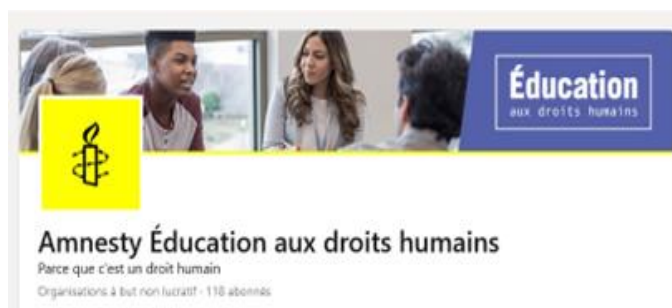 Éducation
aux droits humains
Amnesty Éducation aux droits humains
Parce que c'est un droit humain
Organisations à but non lucratif · 118 abonnés